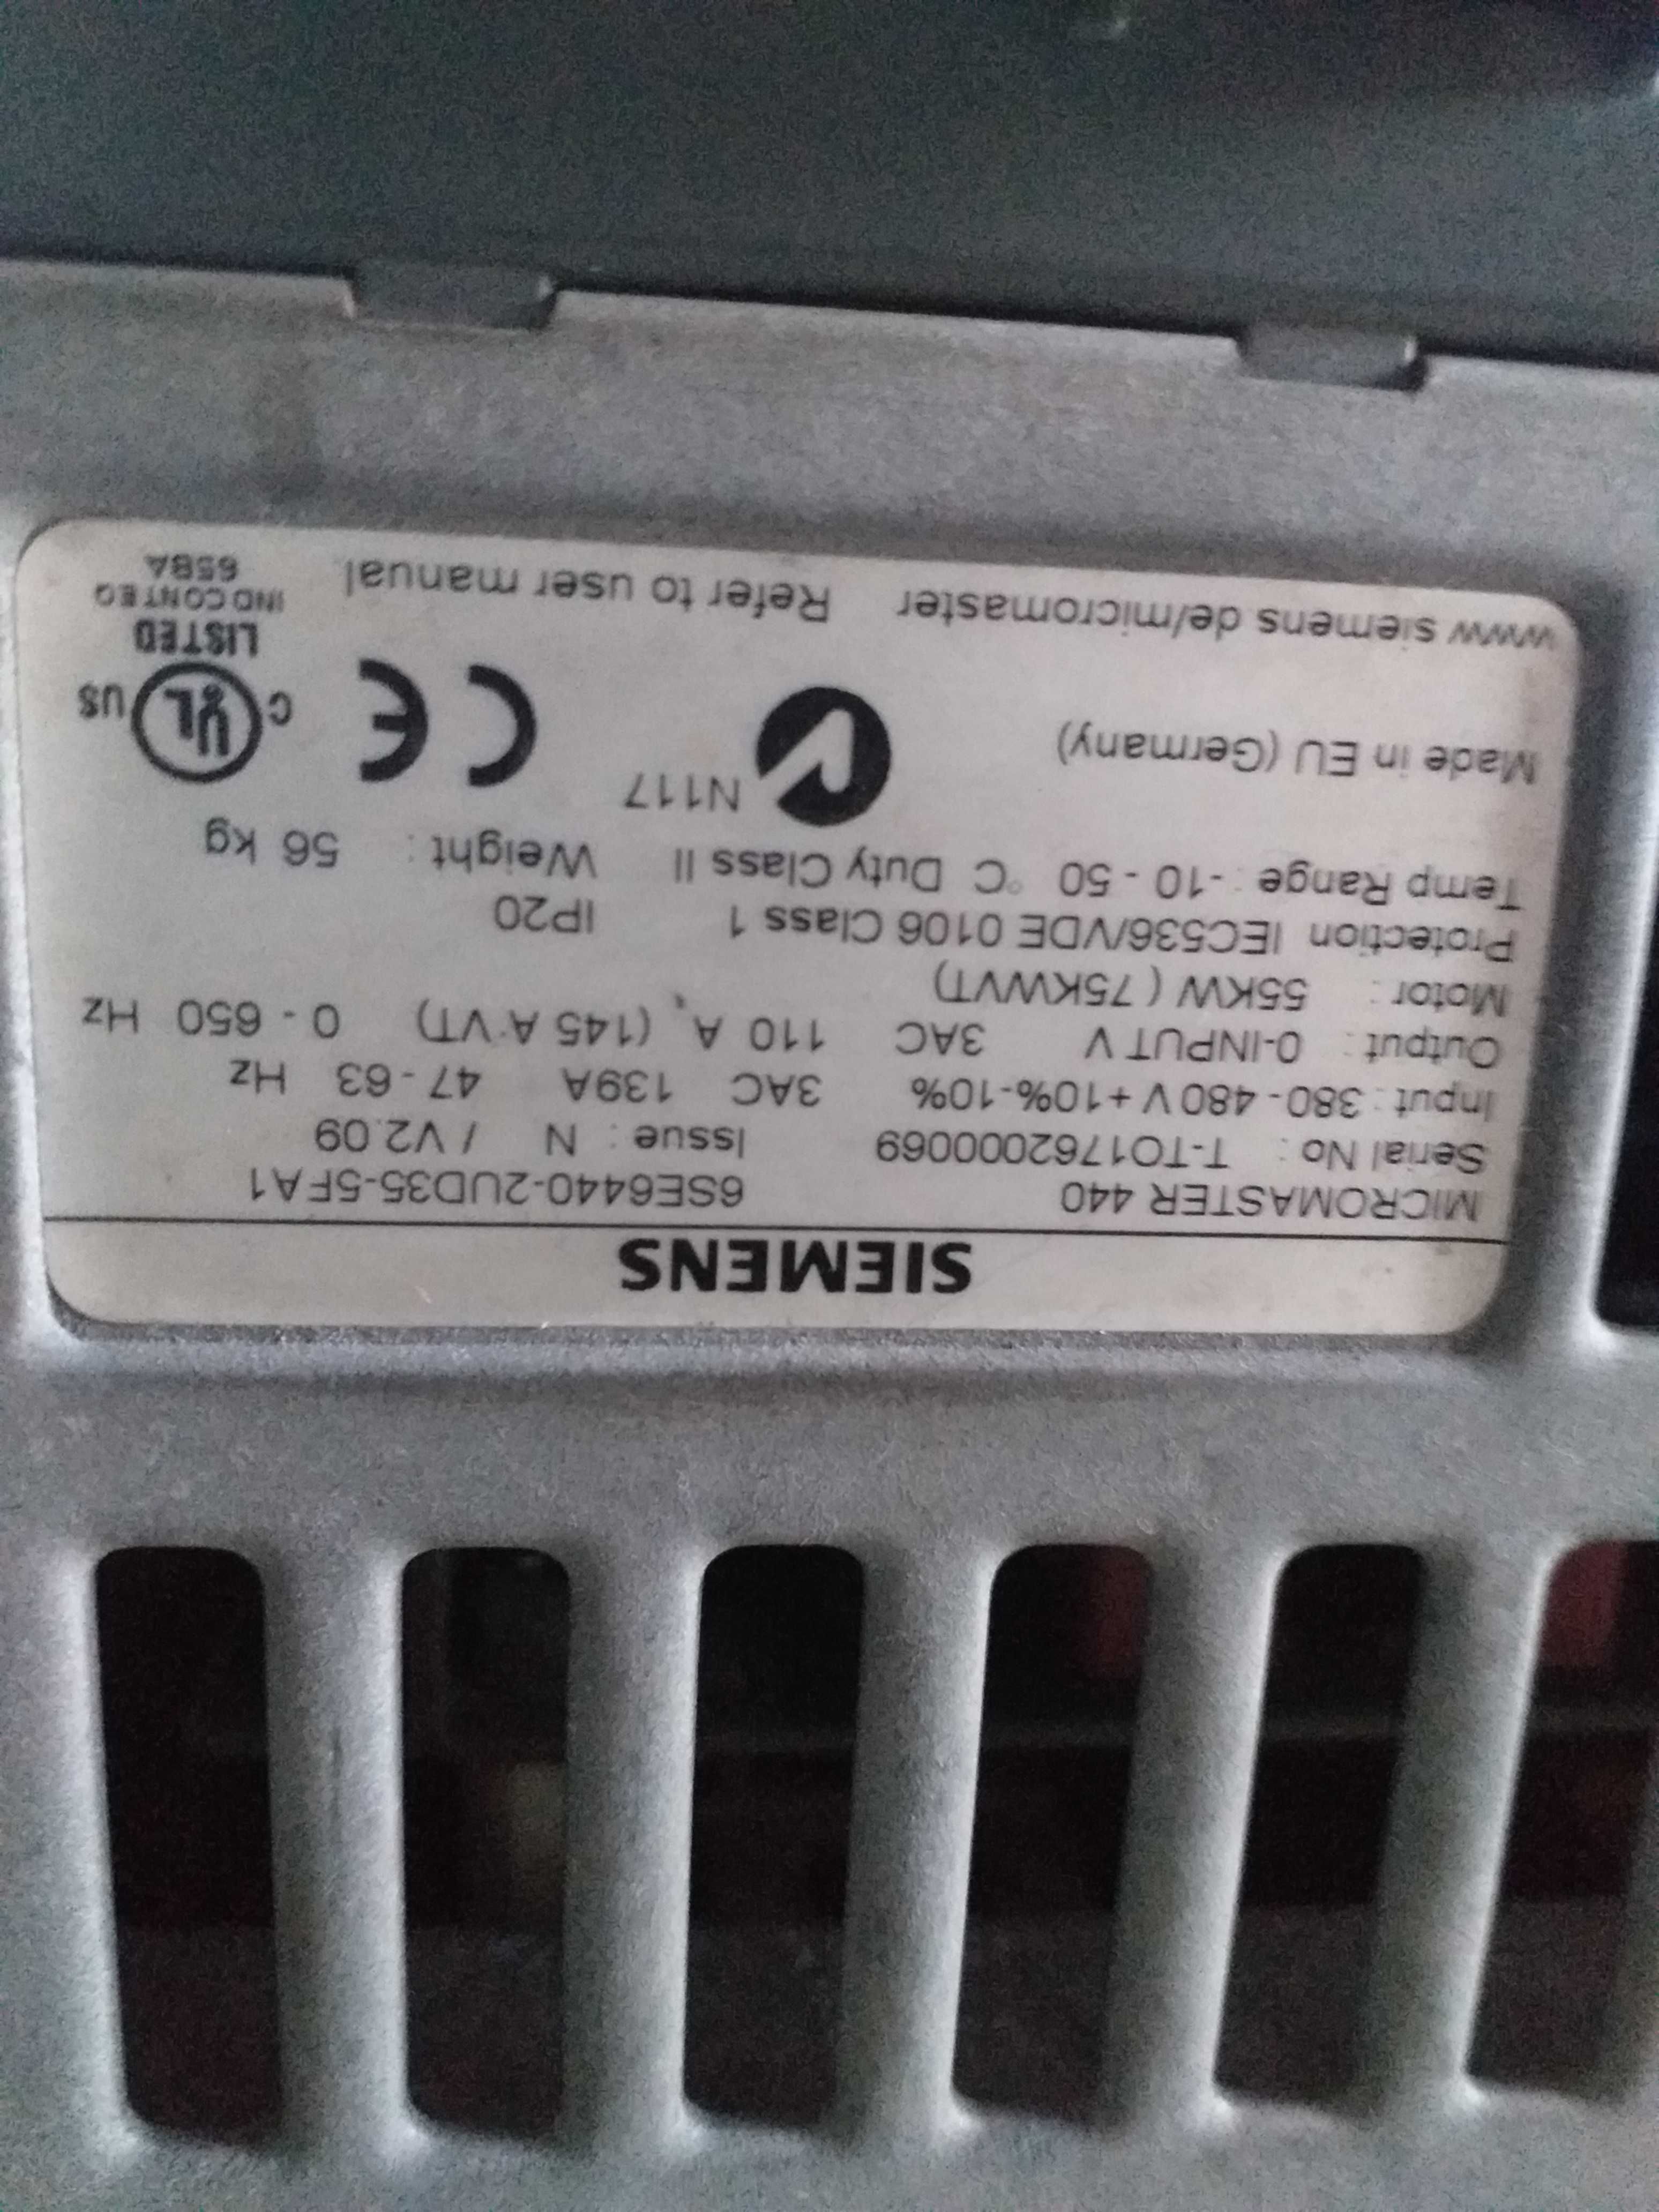 SIEMENS
MICROMASTER 440 6SE6440-2UD35-5FA1
Serial No : T-TO1762000069 Issue : N / V2.09
Input : 380 - 480 V +10% -10% 3AC 139A 47 - 63 Hz
Output : 0-INPUT V 3AC 110 A, (145 A VT) 0 - 650 Hz
Motor : 55KW ( 75KWVT)
Protection IEC536/VDE 0106 Class 1 IP20
Temp Range : -10 - 50 °C Duty Class II Weight : 56 kg
N117
Made in EU (Germany) CE C UL US
LISTED
IND CONT EQ
658A
www siemens de/micromaster Refer to user manual.